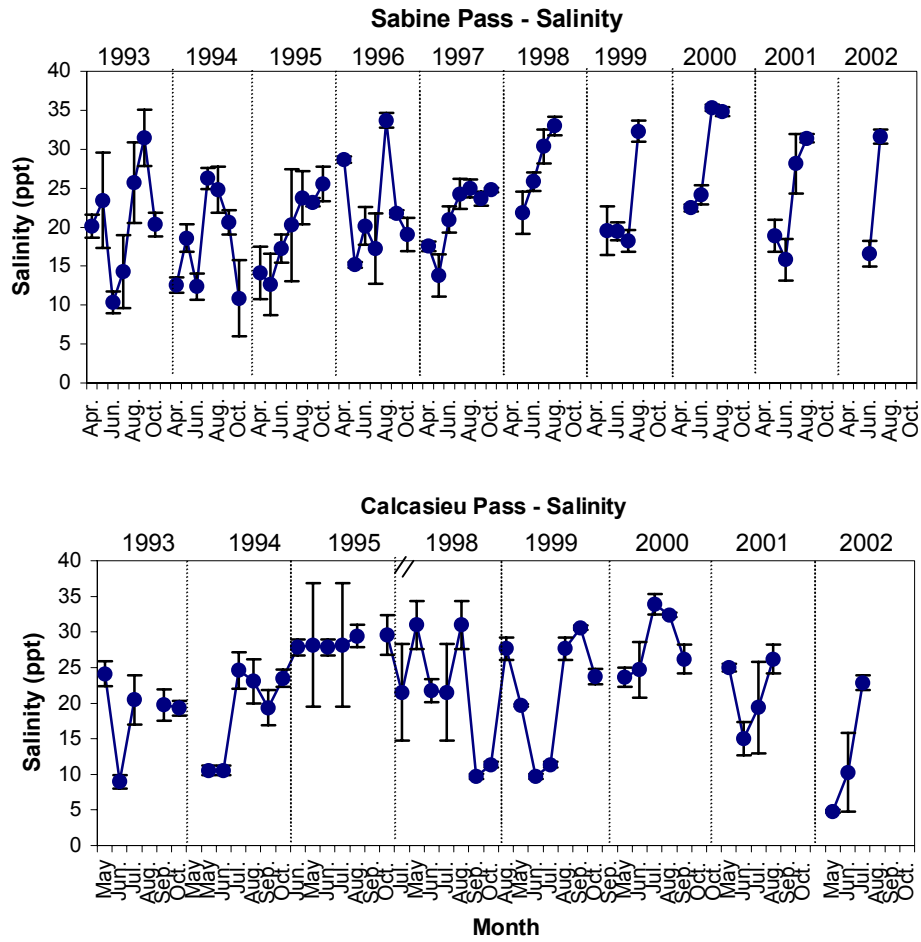 Sabine Pass - Salinity
1993 1994 1995 1996 1997 1998 1999 2000 2001 2002
Salinity (ppt)
40
35
30
25
20
15
10
5
0
Apr. Jun. Aug. Oct. Apr. Jun. Aug. Oct. Apr. Jun. Aug. Oct. Apr. Jun. Aug. Oct. Apr. Jun. Aug. Oct. Apr. Jun. Aug. Oct. Apr. Jun. Aug. Oct. Apr. Jun. Aug. Oct. Apr. Jun. Aug. Oct. Apr. Jun. Aug. Oct.
Calcasieu Pass - Salinity
1993 1994 1995 1998 1999 2000 2001 2002
Salinity (ppt)
40
35
30
25
20
15
10
5
0
May Jun. Jul. Aug. Sep. Oct. May May Jun. Jul. Aug. Sep. Oct. Jun. May Jun. Jul. Aug. Sep. Oct. Jul. May Jun. Jul. Aug. Sep. Oct. Aug. May Jun. Jul. Aug. Sep. Oct. Sep. May Jun. Jul. Aug. Sep. Oct. Oct. May Jun. Jul. Aug. Sep. Oct. May Jun. Jul. Aug. Sep. Oct.
Month